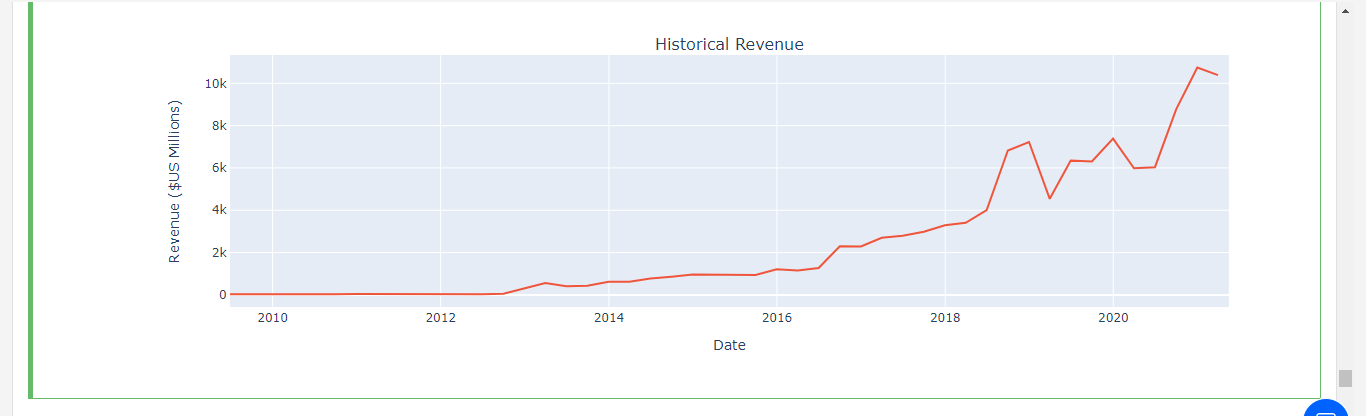 Historical Revenue
Revenue ($US Millions)
10k
8k
6k
4k
2k
0
2010 2012 2014 2016 2018 2020
Date